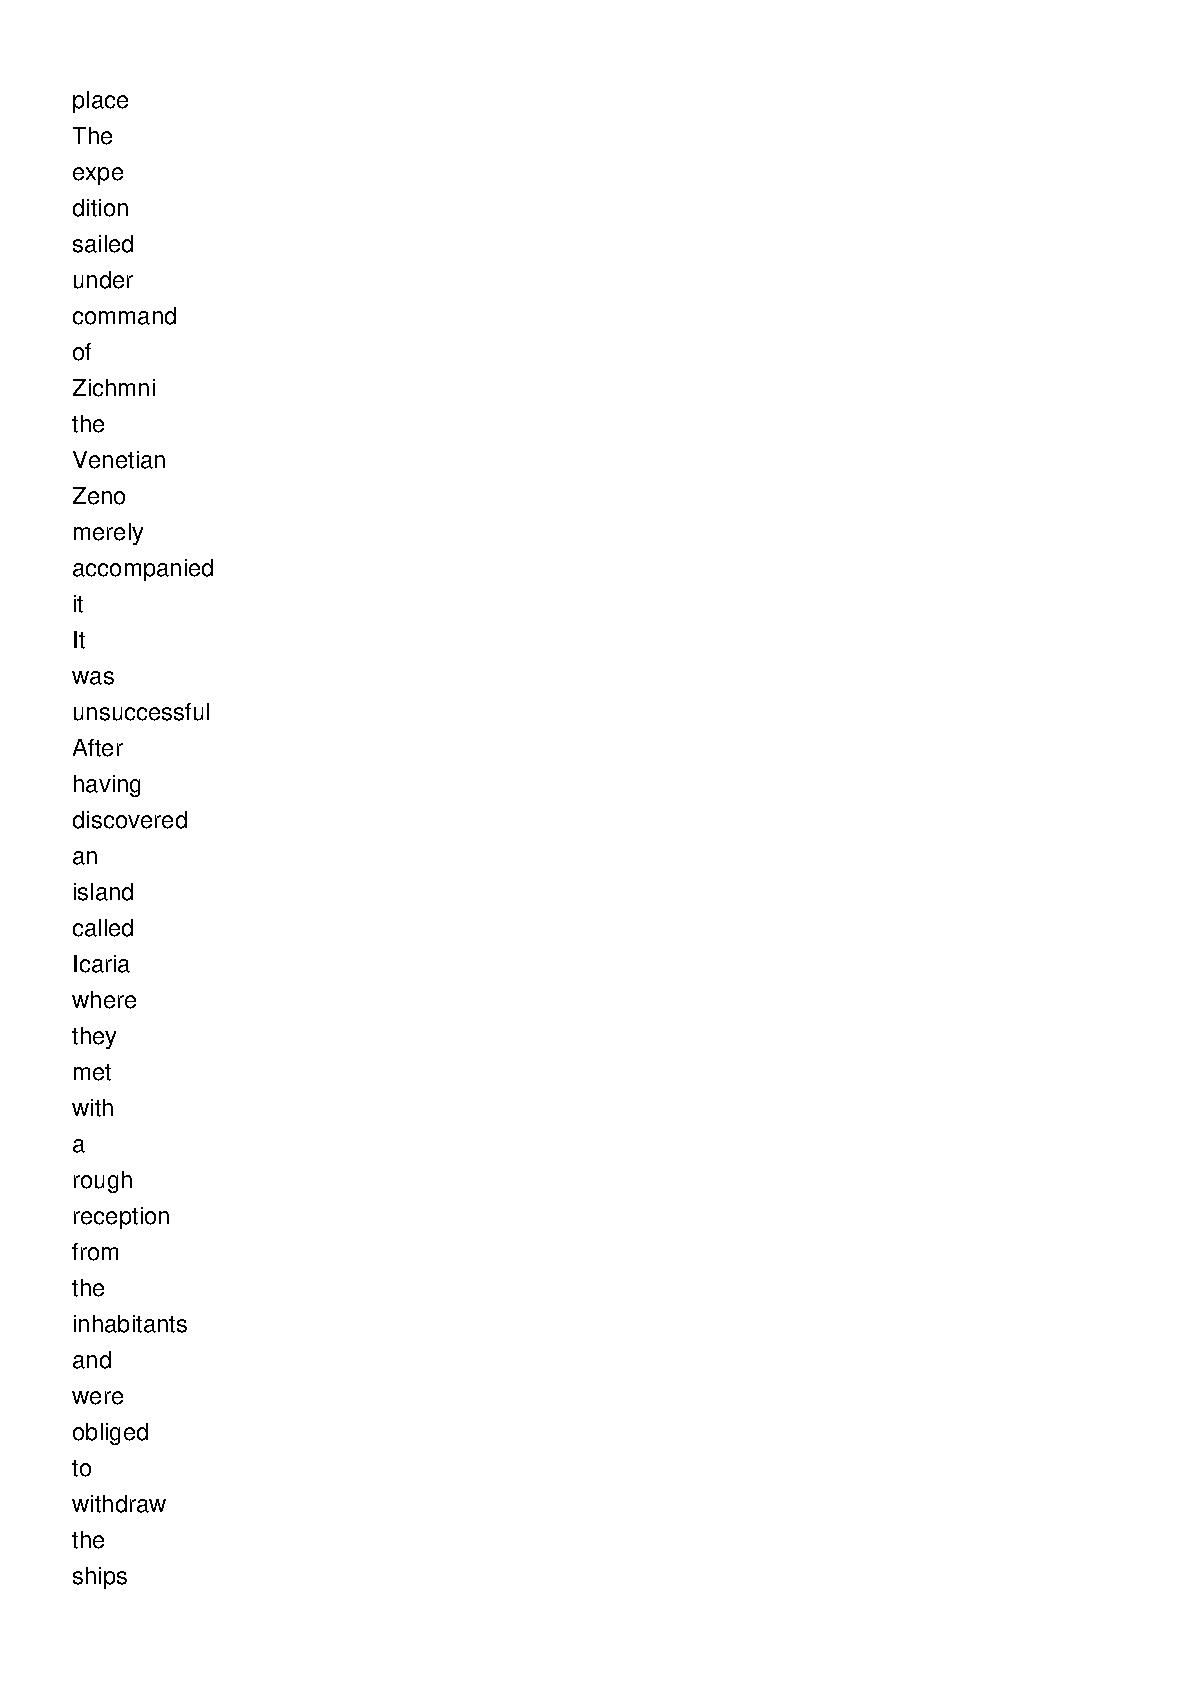 place
The
expe
dition
sailed
under
command
of
Zichmni
the
Venetian
Zeno
merely
accompanied
it
It
was
unsuccessful
After
having
discovered
an
island
called
Icaria
where
they
met
with
a
rough
reception
from
the
inhabitants
and
were
obliged
to
withdraw
the
ships